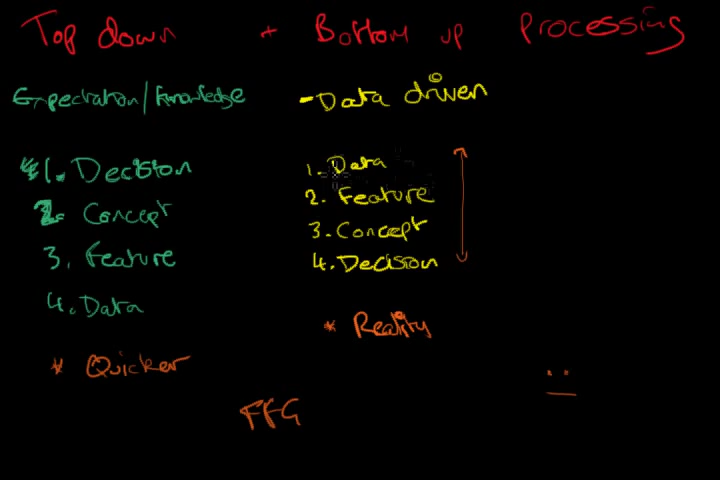 Top down + Bottom up processing
Expectation/knowledge
- Data driven
1. Decision
2. Concept
3. Feature
4. Data
* Quicker
1. Data
2. Feature
3. Concept
4. Decision
* Reality
FFG